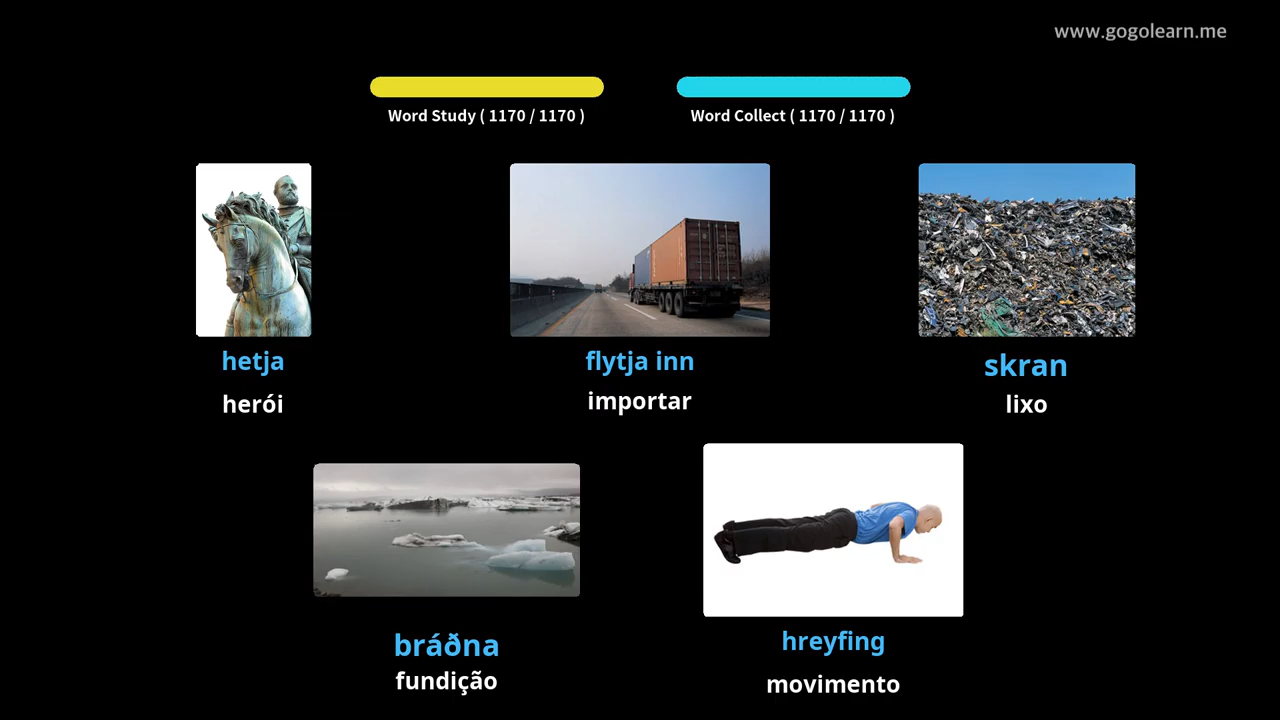 www.gogolearn.me
Word Study ( 1170 / 1170 )
Word Collect ( 1170 / 1170 )
hetja
herói
flytja inn
importar
skran
lixo
bráðna
fundição
hreyfing
movimento